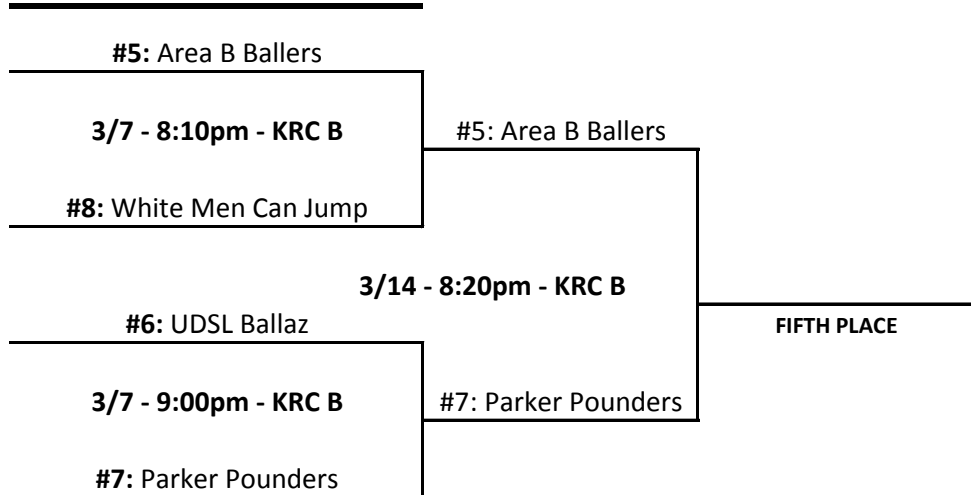 #5: Area B Ballers
3/7 - 8:10pm - KRC B
#5: Area B Ballers
#8: White Men Can Jump
3/14 - 8:20pm - KRC B
#6: UDSL Ballaz
FIFTH PLACE
3/7 - 9:00pm - KRC B
#7: Parker Pounders
#7: Parker Pounders